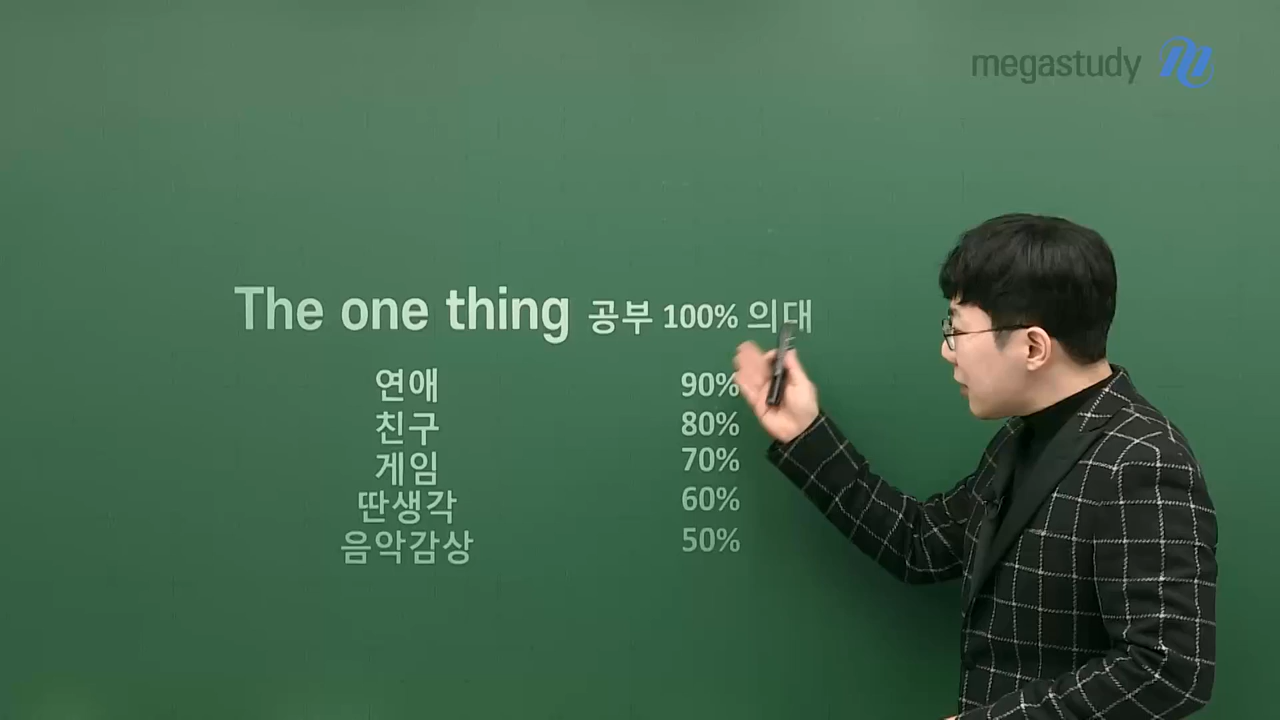 megastudy
The one thing 공부 100% 의대
연애 90%
친구 80%
게임 70%
딴생각 60%
음악감상 50%